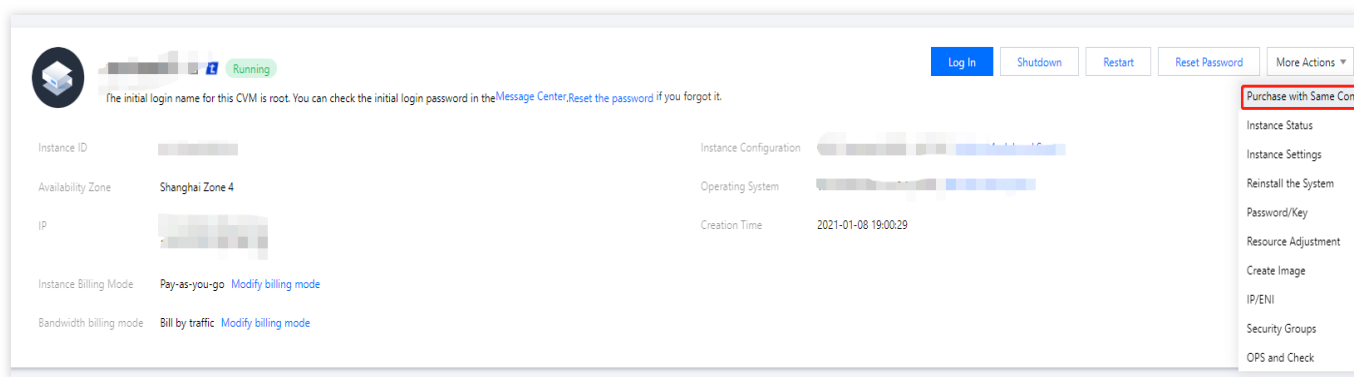 Running
Log In Shutdown Restart Reset Password More Actions
The initial login name for this CVM is root. You can check the initial login password in the Message Center,Reset the password if you forgot it.
Purchase with Same Con
Instance ID
Instance Configuration
Instance Status
Instance Settings
Availability Zone Shanghai Zone 4
Operating System
Reinstall the System
Password/Key
IP
Creation Time 2021-01-08 19:00:29
Resource Adjustment
Create Image
Instance Billing Mode Pay-as-you-go Modify billing mode
IP/ENI
Bandwidth billing mode Bill by traffic Modify billing mode
Security Groups
OPS and Check